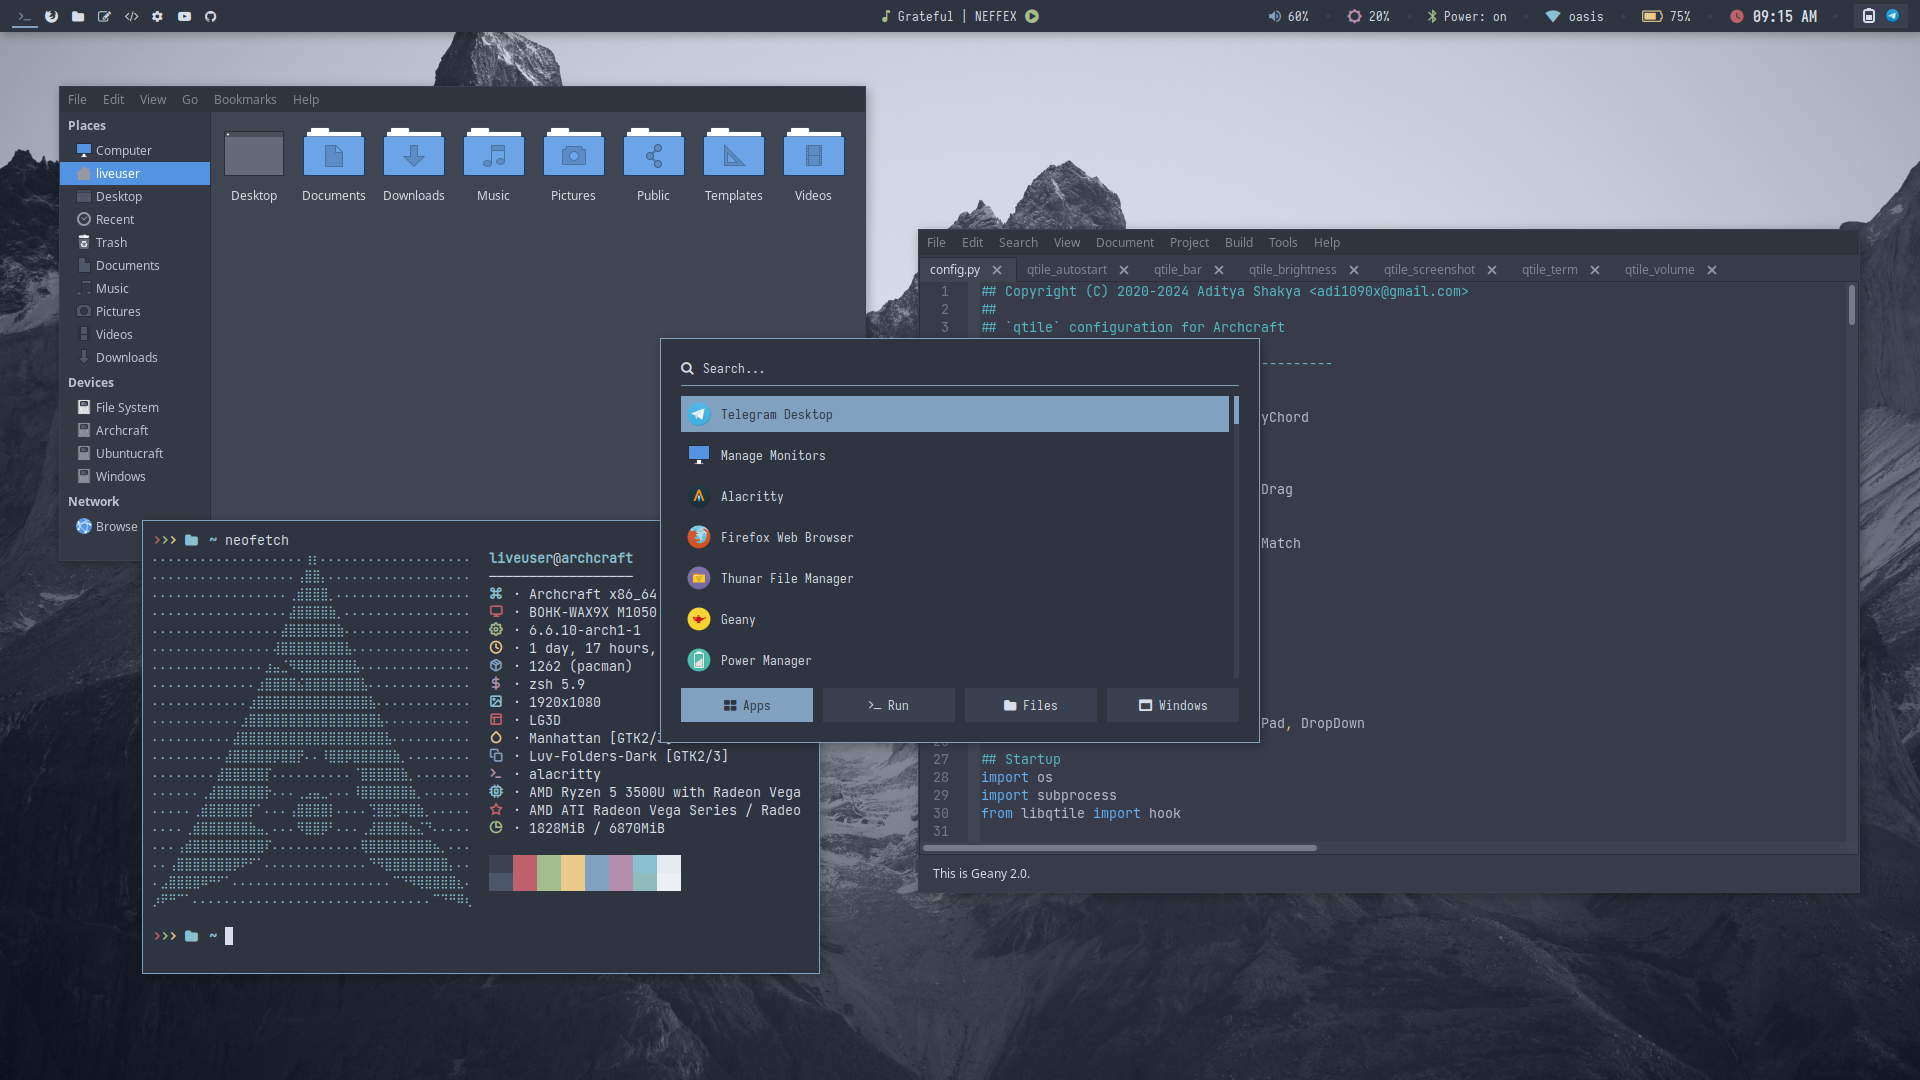 Grateful | NEFFEX
60%
20%
Power: on
oasis
75%
09:15 AM
File Edit View Go Bookmarks Help
Places
Computer
liveuser
Desktop
Recent
Trash
Documents
Music
Pictures
Videos
Downloads
Devices
File System
Archcraft
Ubuntucraft
Windows
Network
Browse
Desktop Documents Downloads Music Pictures Public Templates Videos
File Edit Search View Document Project Build Tools Help
config.py qtile_autostart qtile_bar qtile_brightness qtile_screenshot qtile_term qtile_volume
1 ## Copyright (C) 2020-2024 Aditya Shakya <adi1090x@gmail.com>
2 ##
3 ## `qtile` configuration for Archcraft
---------
yChord
Drag
Match
Pad, DropDown
27 ## Startup
28 import os
29 import subprocess
30 from libqtile import hook
31
This is Geany 2.0.
Search...
Telegram Desktop
Manage Monitors
Alacritty
Firefox Web Browser
Thunar File Manager
Geany
Power Manager
Apps
>_ Run
Files
Windows
>>> ~ neofetch
liveuser@archcraft
──────────────────
· Archcraft x86_64
· BOHK-WAX9X M1050
· 6.6.10-arch1-1
· 1 day, 17 hours,
· 1262 (pacman)
· zsh 5.9
· 1920x1080
· LG3D
· Manhattan [GTK2/3]
· Luv-Folders-Dark [GTK2/3]
· alacritty
· AMD Ryzen 5 3500U with Radeon Vega
· AMD ATI Radeon Vega Series / Radeo
· 1828MiB / 6870MiB
>>> ~